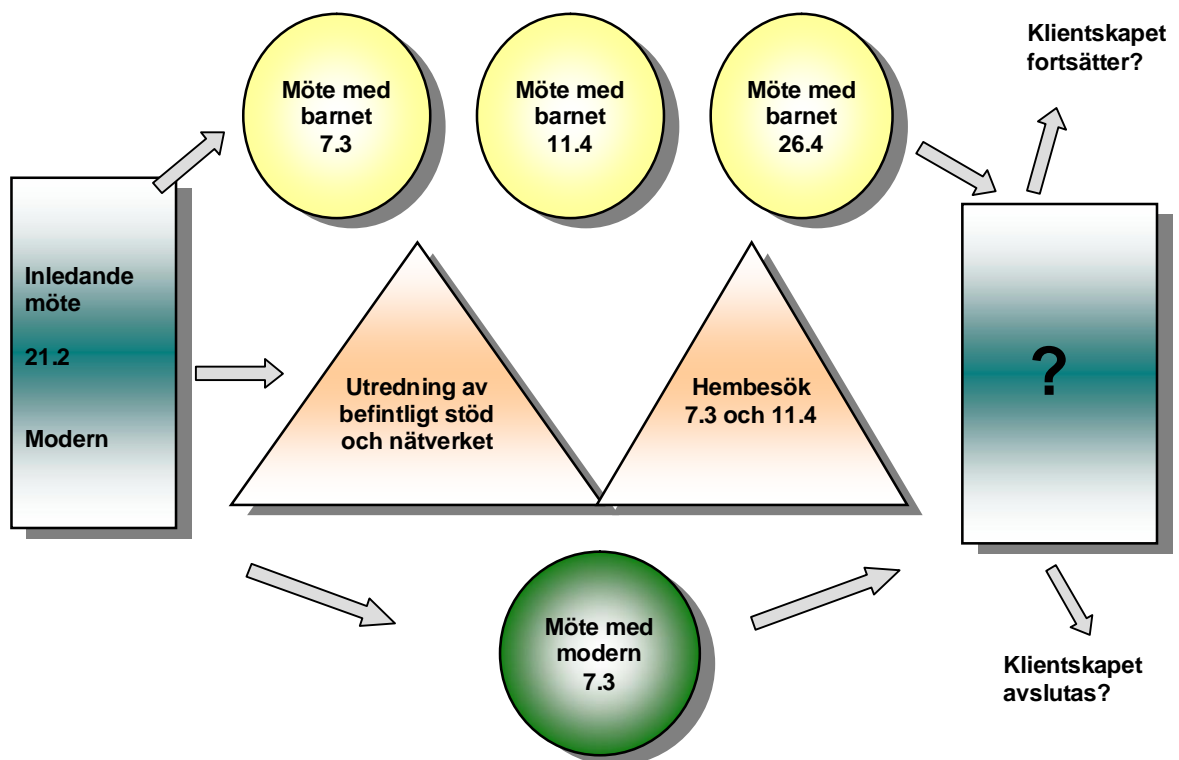 Möte med
barnet
7.3
Möte med
barnet
11.4
Möte med
barnet
26.4
Klientskapet
fortsätter?
Inledande
möte
21.2
Modern
Utredning av
befintligt stöd
och nätverket
Hembesök
7.3 och 11.4
?
Möte med
modern
7.3
Klientskapet
avslutas?